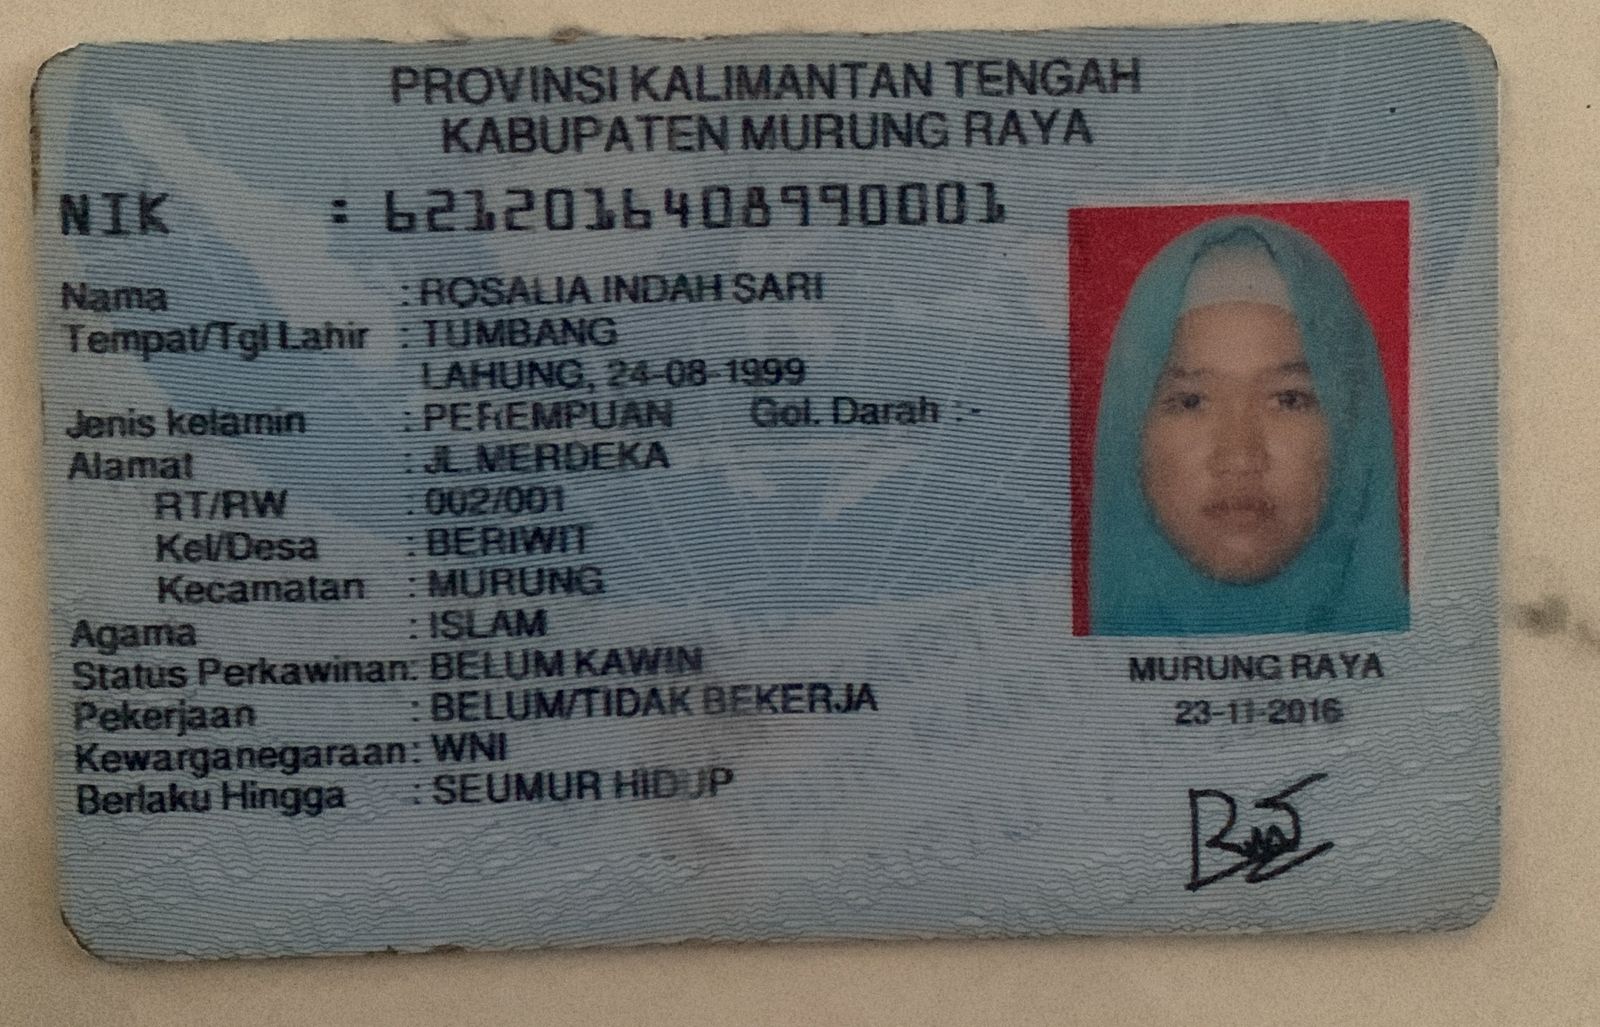 PROVINSI KALIMANTAN TENGAH
KABUPATEN MURUNG RAYA
NIK : 6212016408990001
Nama : ROSALIA INDAH SARI
Tempat/Tgl Lahir : TUMBANG
LAHUNG, 24-08-1999
Jenis kelamin : PEREMPUAN Gol. Darah : -
Alamat : JL.MERDEKA
RT/RW : 002/001
Kel/Desa : BERIWIT
Kecamatan : MURUNG
Agama : ISLAM
Status Perkawinan: BELUM KAWIN
Pekerjaan : BELUM/TIDAK BEKERJA
Kewarganegaraan: WNI
Berlaku Hingga : SEUMUR HIDUP
MURUNG RAYA
23-11-2016